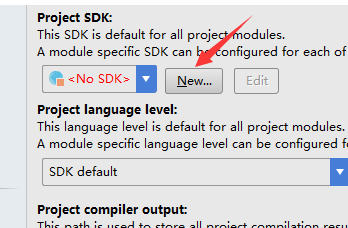 Project SDK:
This SDK is default for all project modules.
A module specific SDK can be configured for each of
<No SDK> New... Edit
Project language level:
This language level is default for all project modules.
A module specific language level can be configured fo
SDK default
Project compiler output:
This path is used to store all project compilation resu